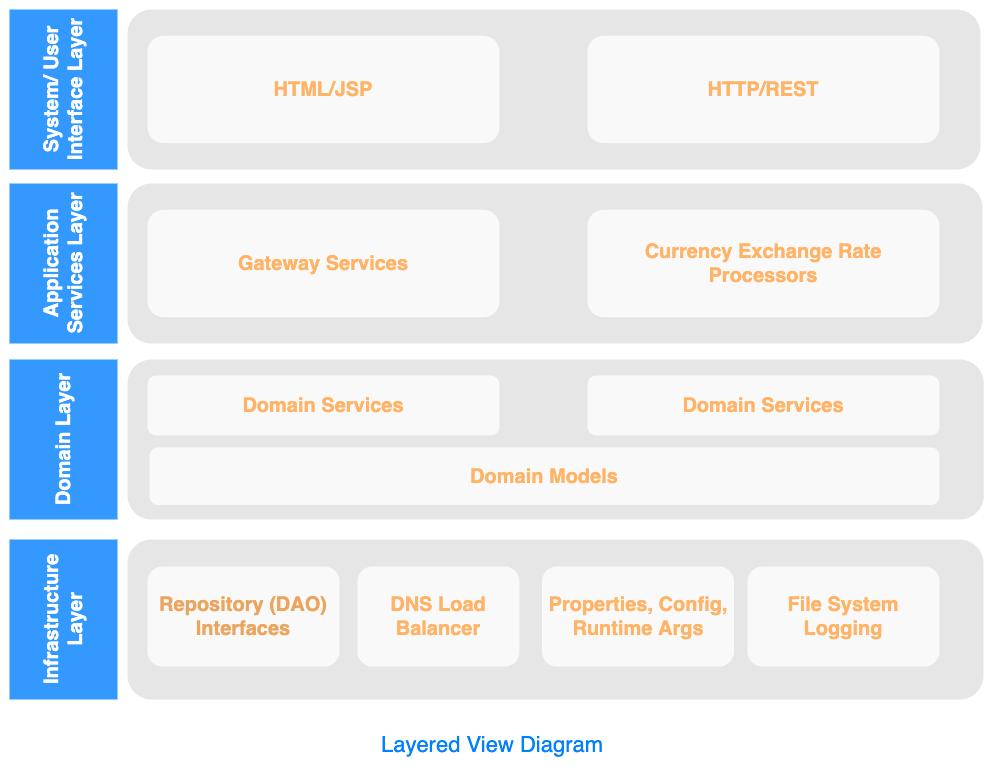 System/ User
Interface Layer
HTML/JSP
HTTP/REST
Application
Services Layer
Gateway Services
Currency Exchange Rate
Processors
Domain Layer
Domain Services
Domain Services
Domain Models
Infrastructure
Layer
Repository (DAO)
Interfaces
DNS Load
Balancer
Properties, Config,
Runtime Args
File System
Logging
Layered View Diagram